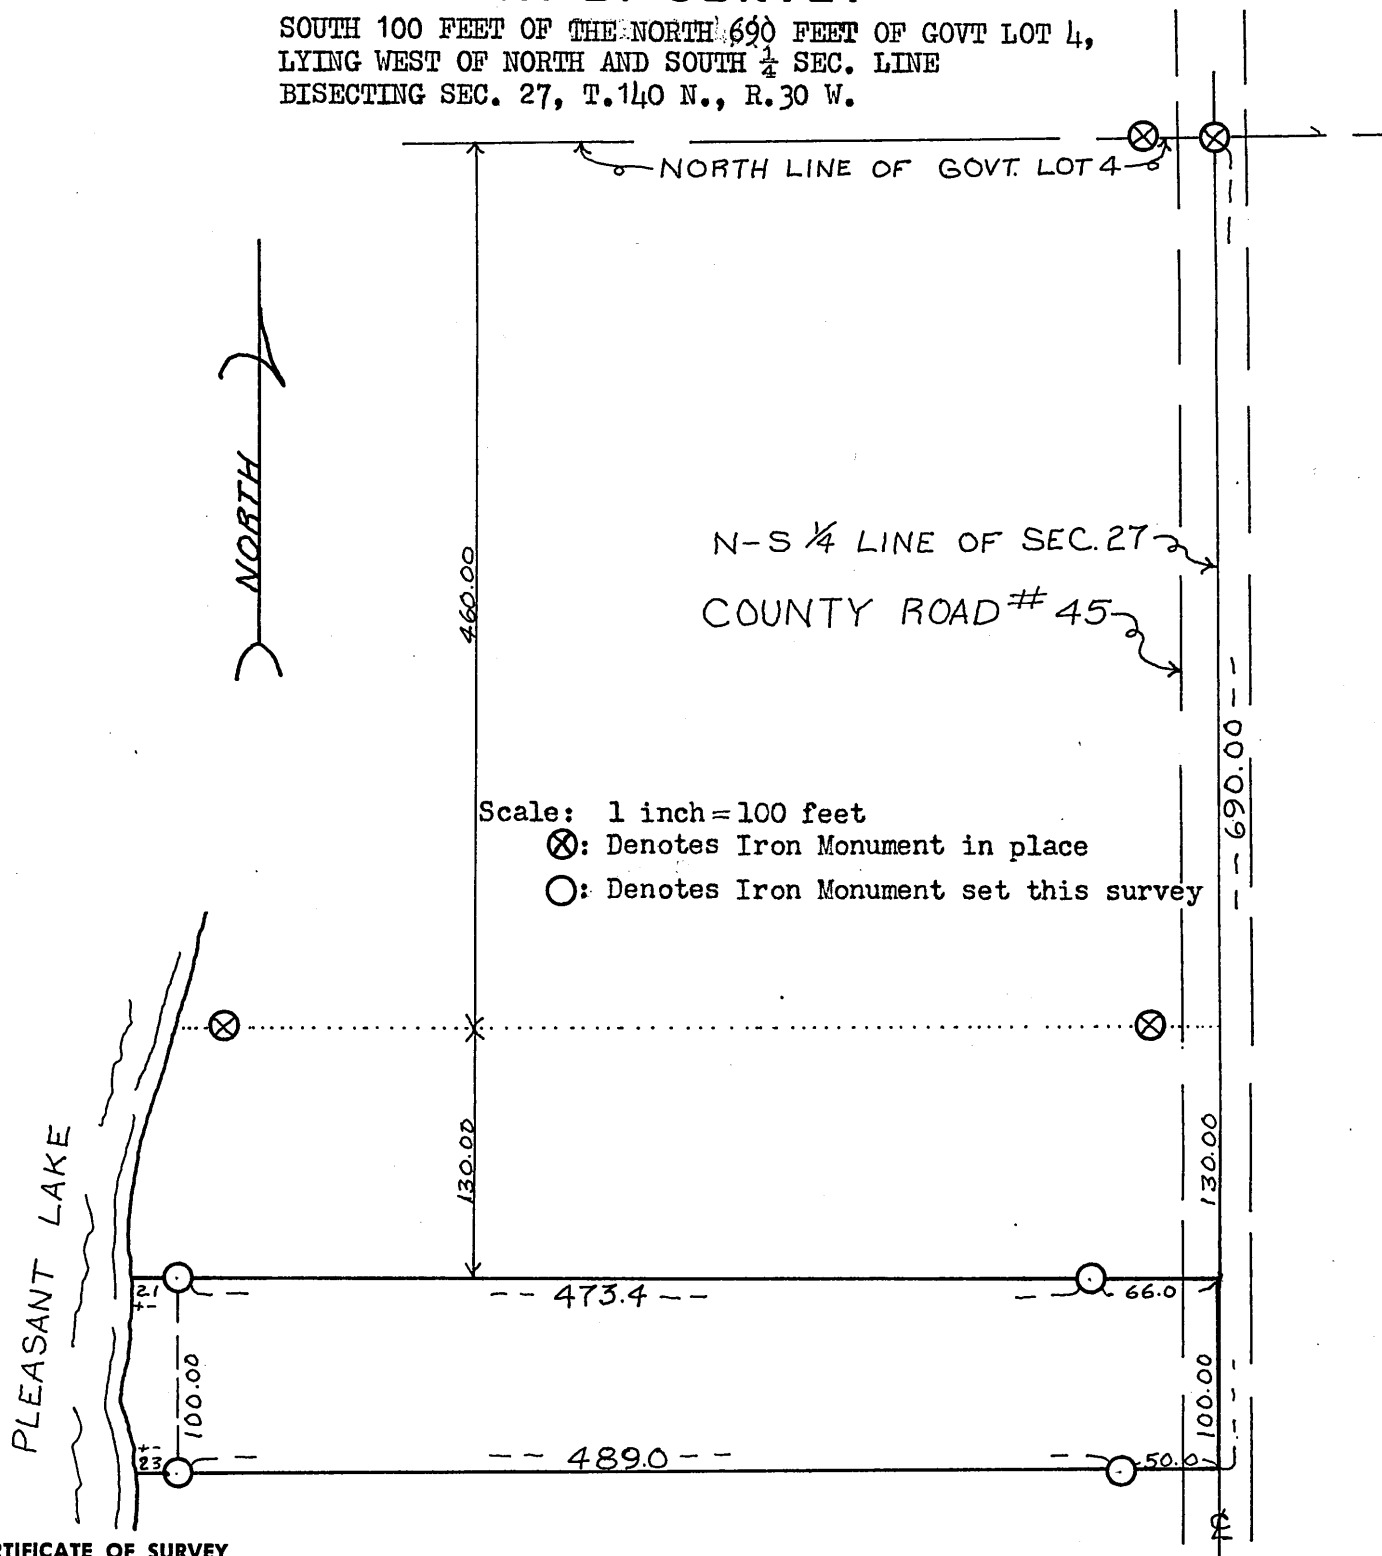 SOUTH 100 FEET OF THE NORTH 690 FEET OF GOVT LOT 4,
LYING WEST OF NORTH AND SOUTH 1/4 SEC. LINE
BISECTING SEC. 27, T.140 N., R.30 W.
NORTH LINE OF GOVT. LOT 4
NORTH
460.00
N-S 1/4 LINE OF SEC. 27
COUNTY ROAD # 45
690.00
Scale: 1 inch = 100 feet
⊗: Denotes Iron Monument in place
○: Denotes Iron Monument set this survey
130.00
130.00
PLEASANT LAKE
21
+-
473.4
66.0
100.00
100.00
+-
23
489.0
50.0
℄
CERTIFICATE OF SURVEY